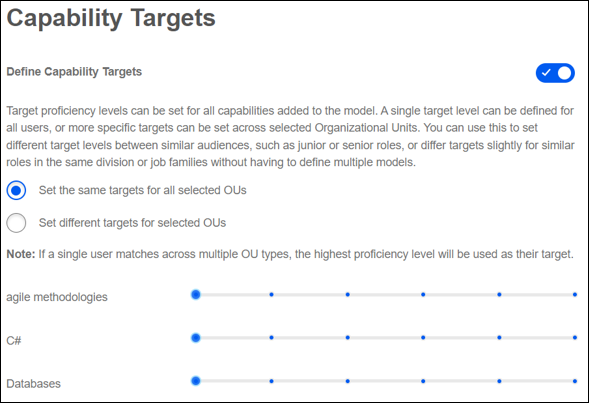 Capability Targets
Define Capability Targets
Target proficiency levels can be set for all capabilities added to the model. A single target level can be defined for
all users, or more specific targets can be set across selected Organizational Units. You can use this to set
different target levels between similar audiences, such as junior or senior roles, or differ targets slightly for similar
roles in the same division or job families without having to define multiple models.
Set the same targets for all selected OUs
Set different targets for selected OUs
Note: If a single user matches across multiple OU types, the highest proficiency level will be used as their target.
agile methodologies
C#
Databases